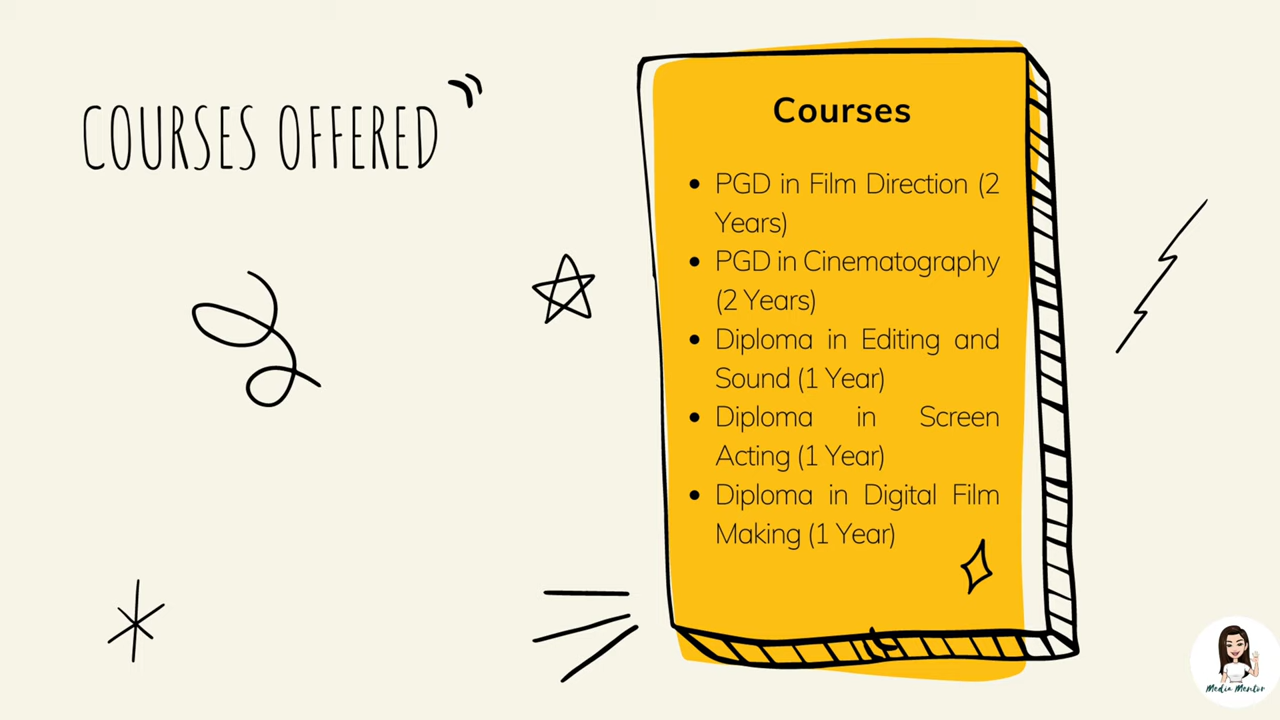 COURSES OFFERED
Courses
• PGD in Film Direction (2
Years)
• PGD in Cinematography
(2 Years)
• Diploma in Editing and
Sound (1 Year)
• Diploma in Screen
Acting (1 Year)
• Diploma in Digital Film
Making (1 Year)
Media Mentor